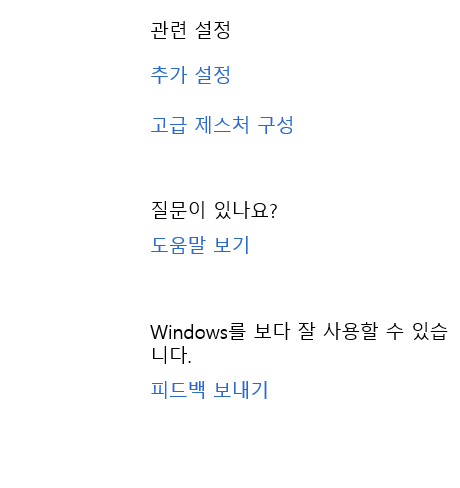 관련 설정
추가 설정
고급 제스처 구성
질문이 있나요?
도움말 보기
Windows를 보다 잘 사용할 수 있습
니다.
피드백 보내기